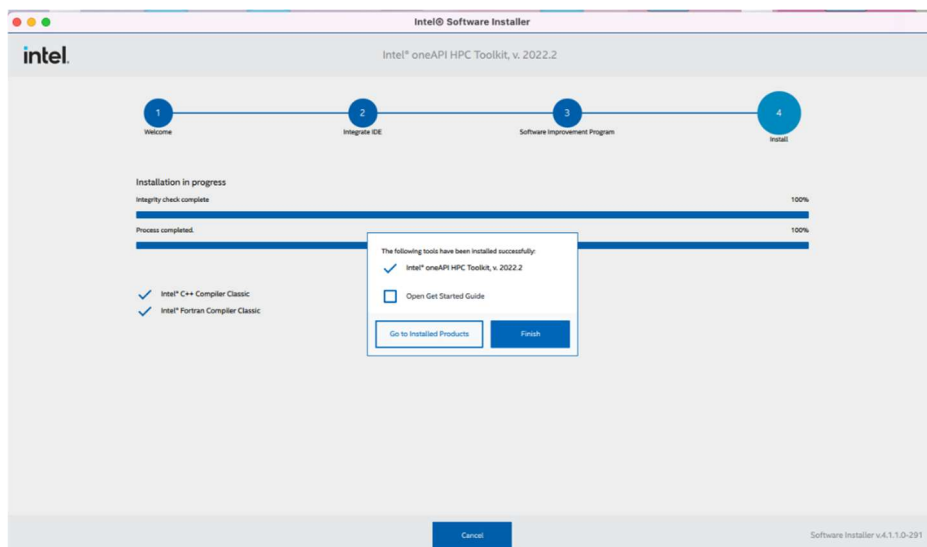 Intel® Software Installer
intel.
Intel® oneAPI HPC Toolkit, v. 2022.2
1
2
3
4
Welcome
Integrate IDE
Software Improvement Program
Install
Installation in progress
Integrity check complete
100%
Process completed.
100%
The following tools have been installed successfully:
Intel® oneAPI HPC Toolkit, v. 2022.2
Open Get Started Guide
Go to Installed Products
Finish
Intel® C++ Compiler Classic
Intel® Fortran Compiler Classic
Cancel
Software Installer v.4.1.1.0-291